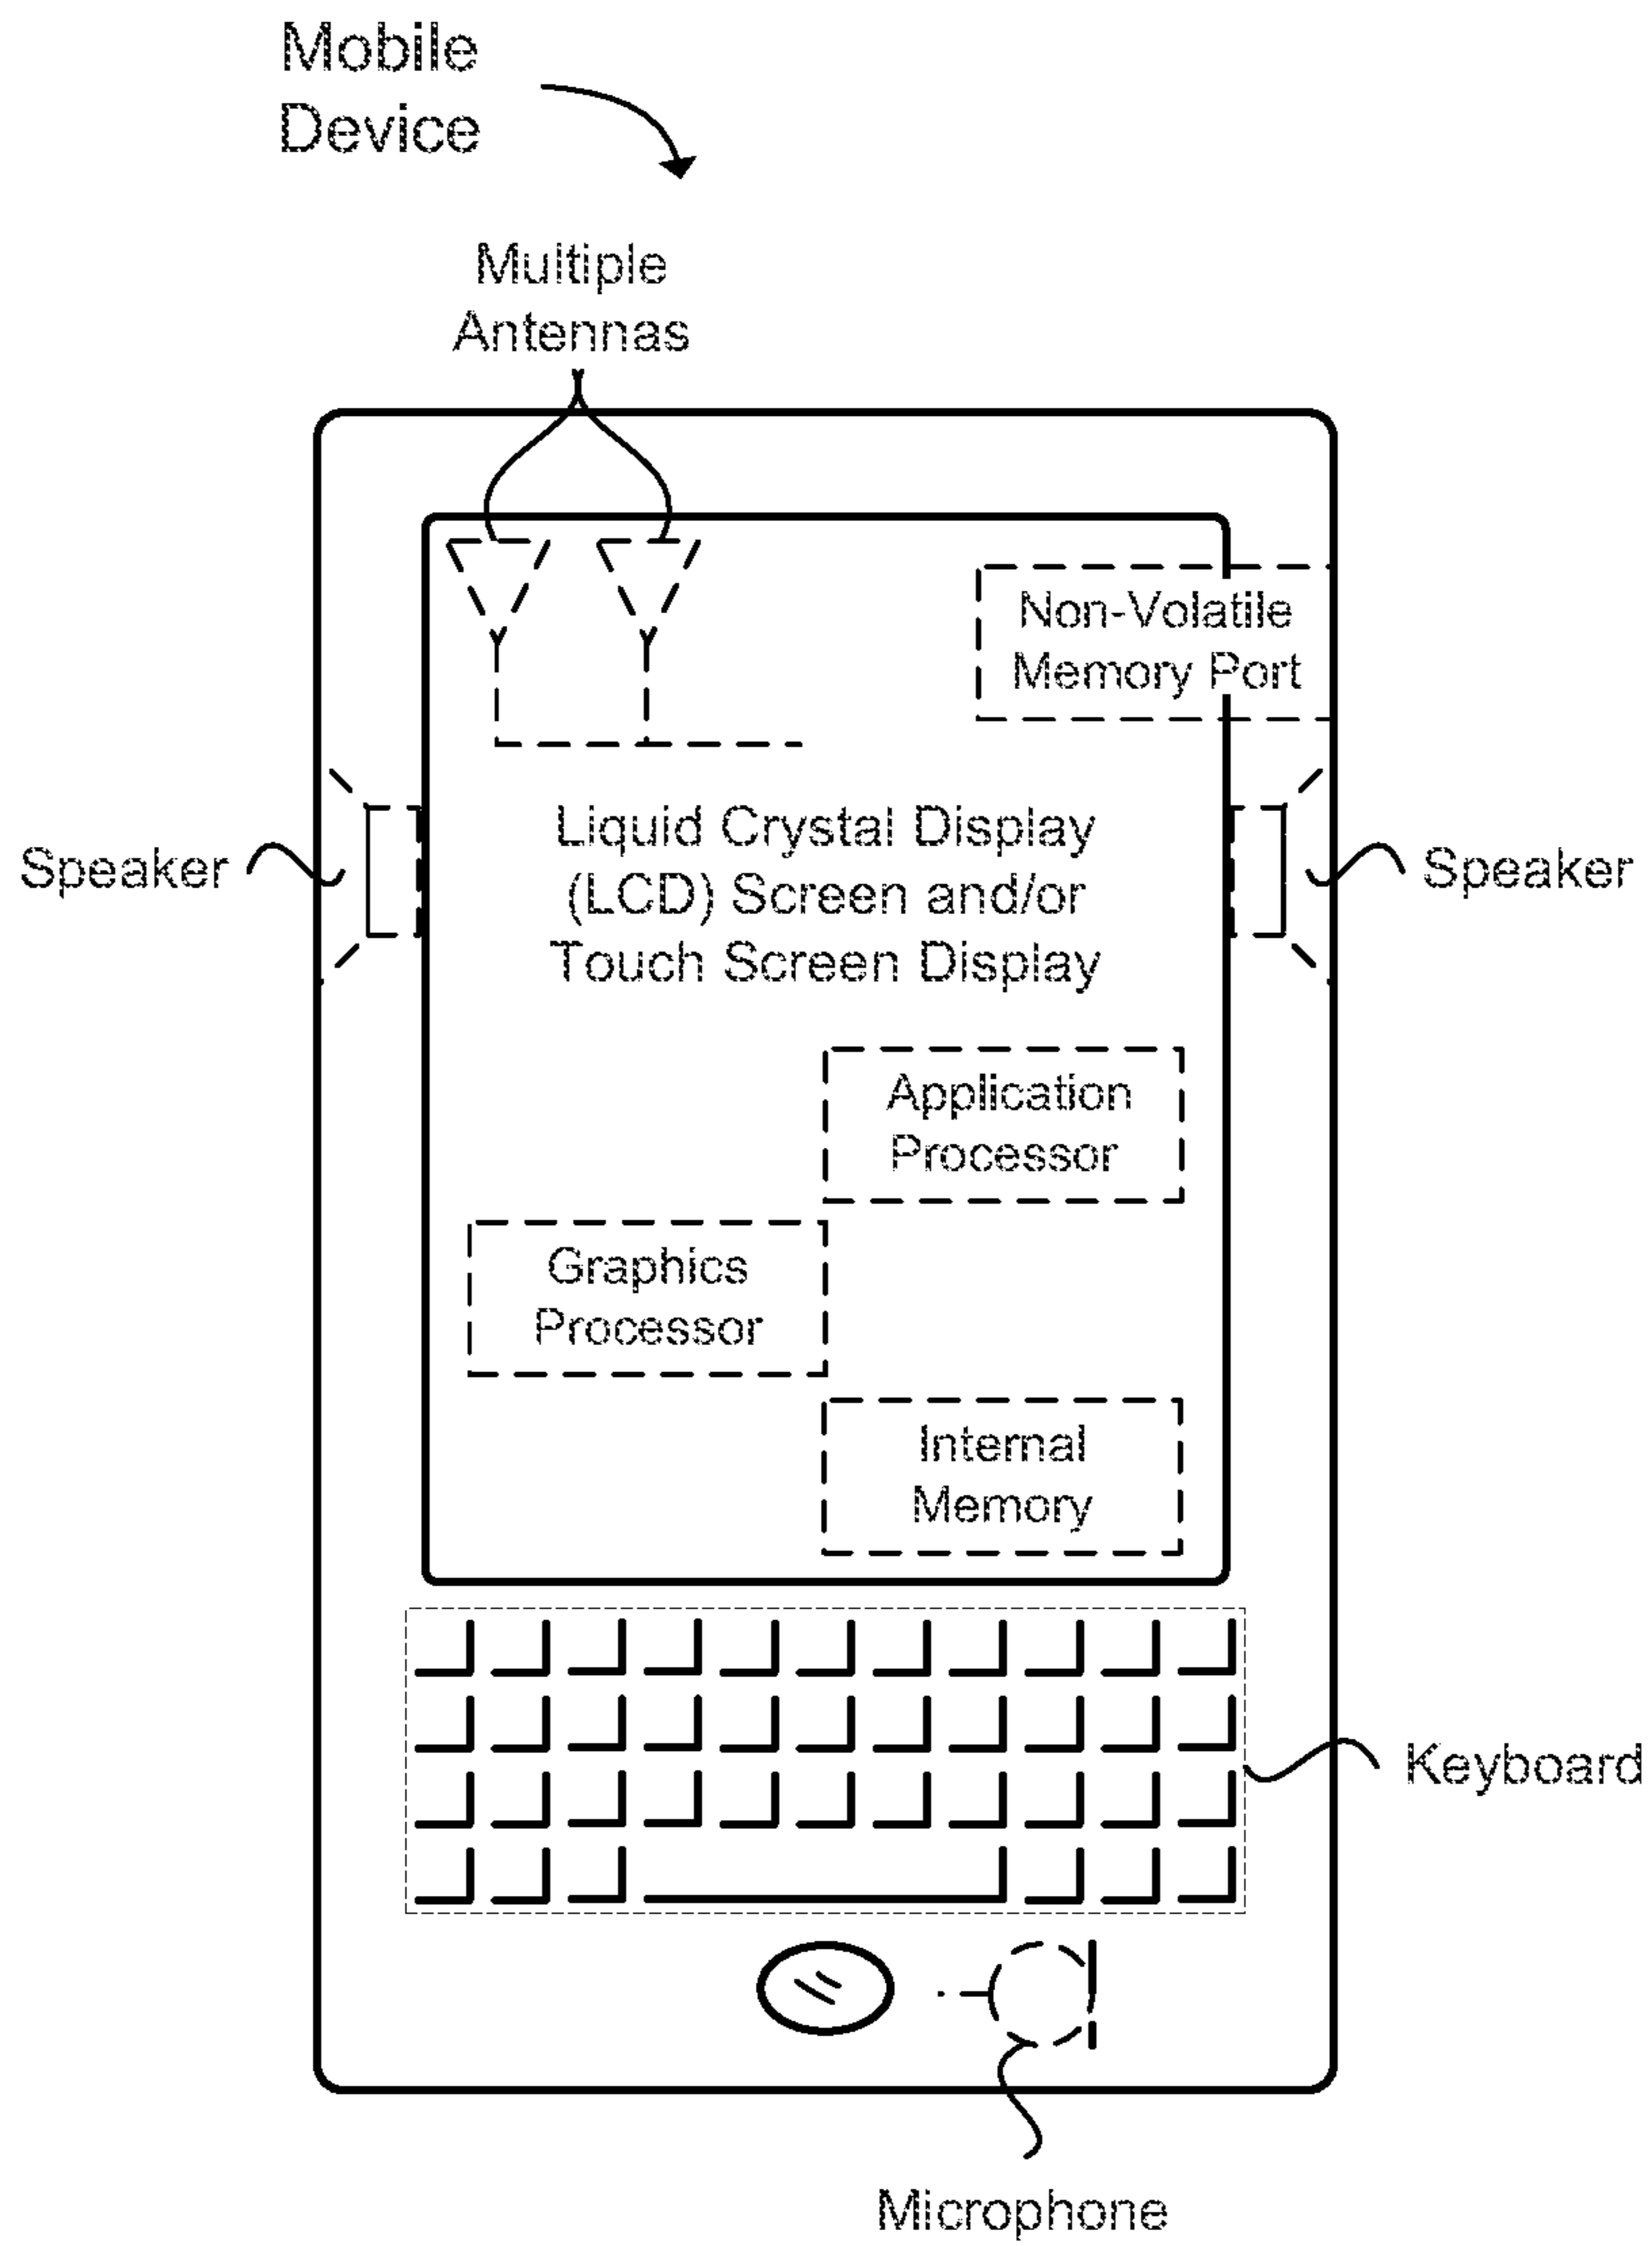 Mobile
Device
Multiple
Antennas
Non-Volatile
Memory Port
Speaker
Liquid Crystal Display
(LCD) Screen and/or
Touch Screen Display
Speaker
Application
Processor
Graphics
Processor
Internal
Memory
Keyboard
Microphone